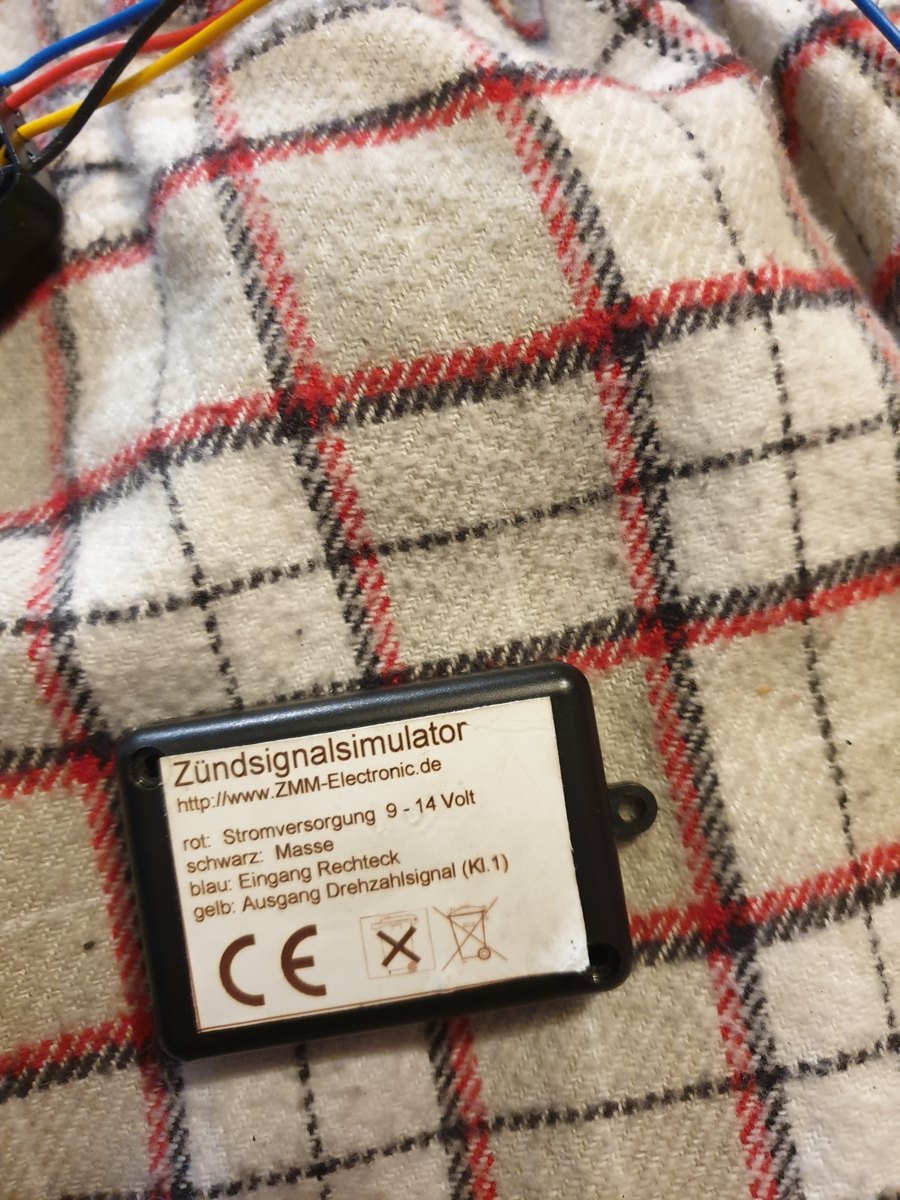 Zündsignalsimulator
http://www.ZMM-Electronic.de
rot: Stromversorgung 9 - 14 Volt
schwarz: Masse
blau: Eingang Rechteck
gelb: Ausgang Drehzahlsignal (Kl.1)
CE